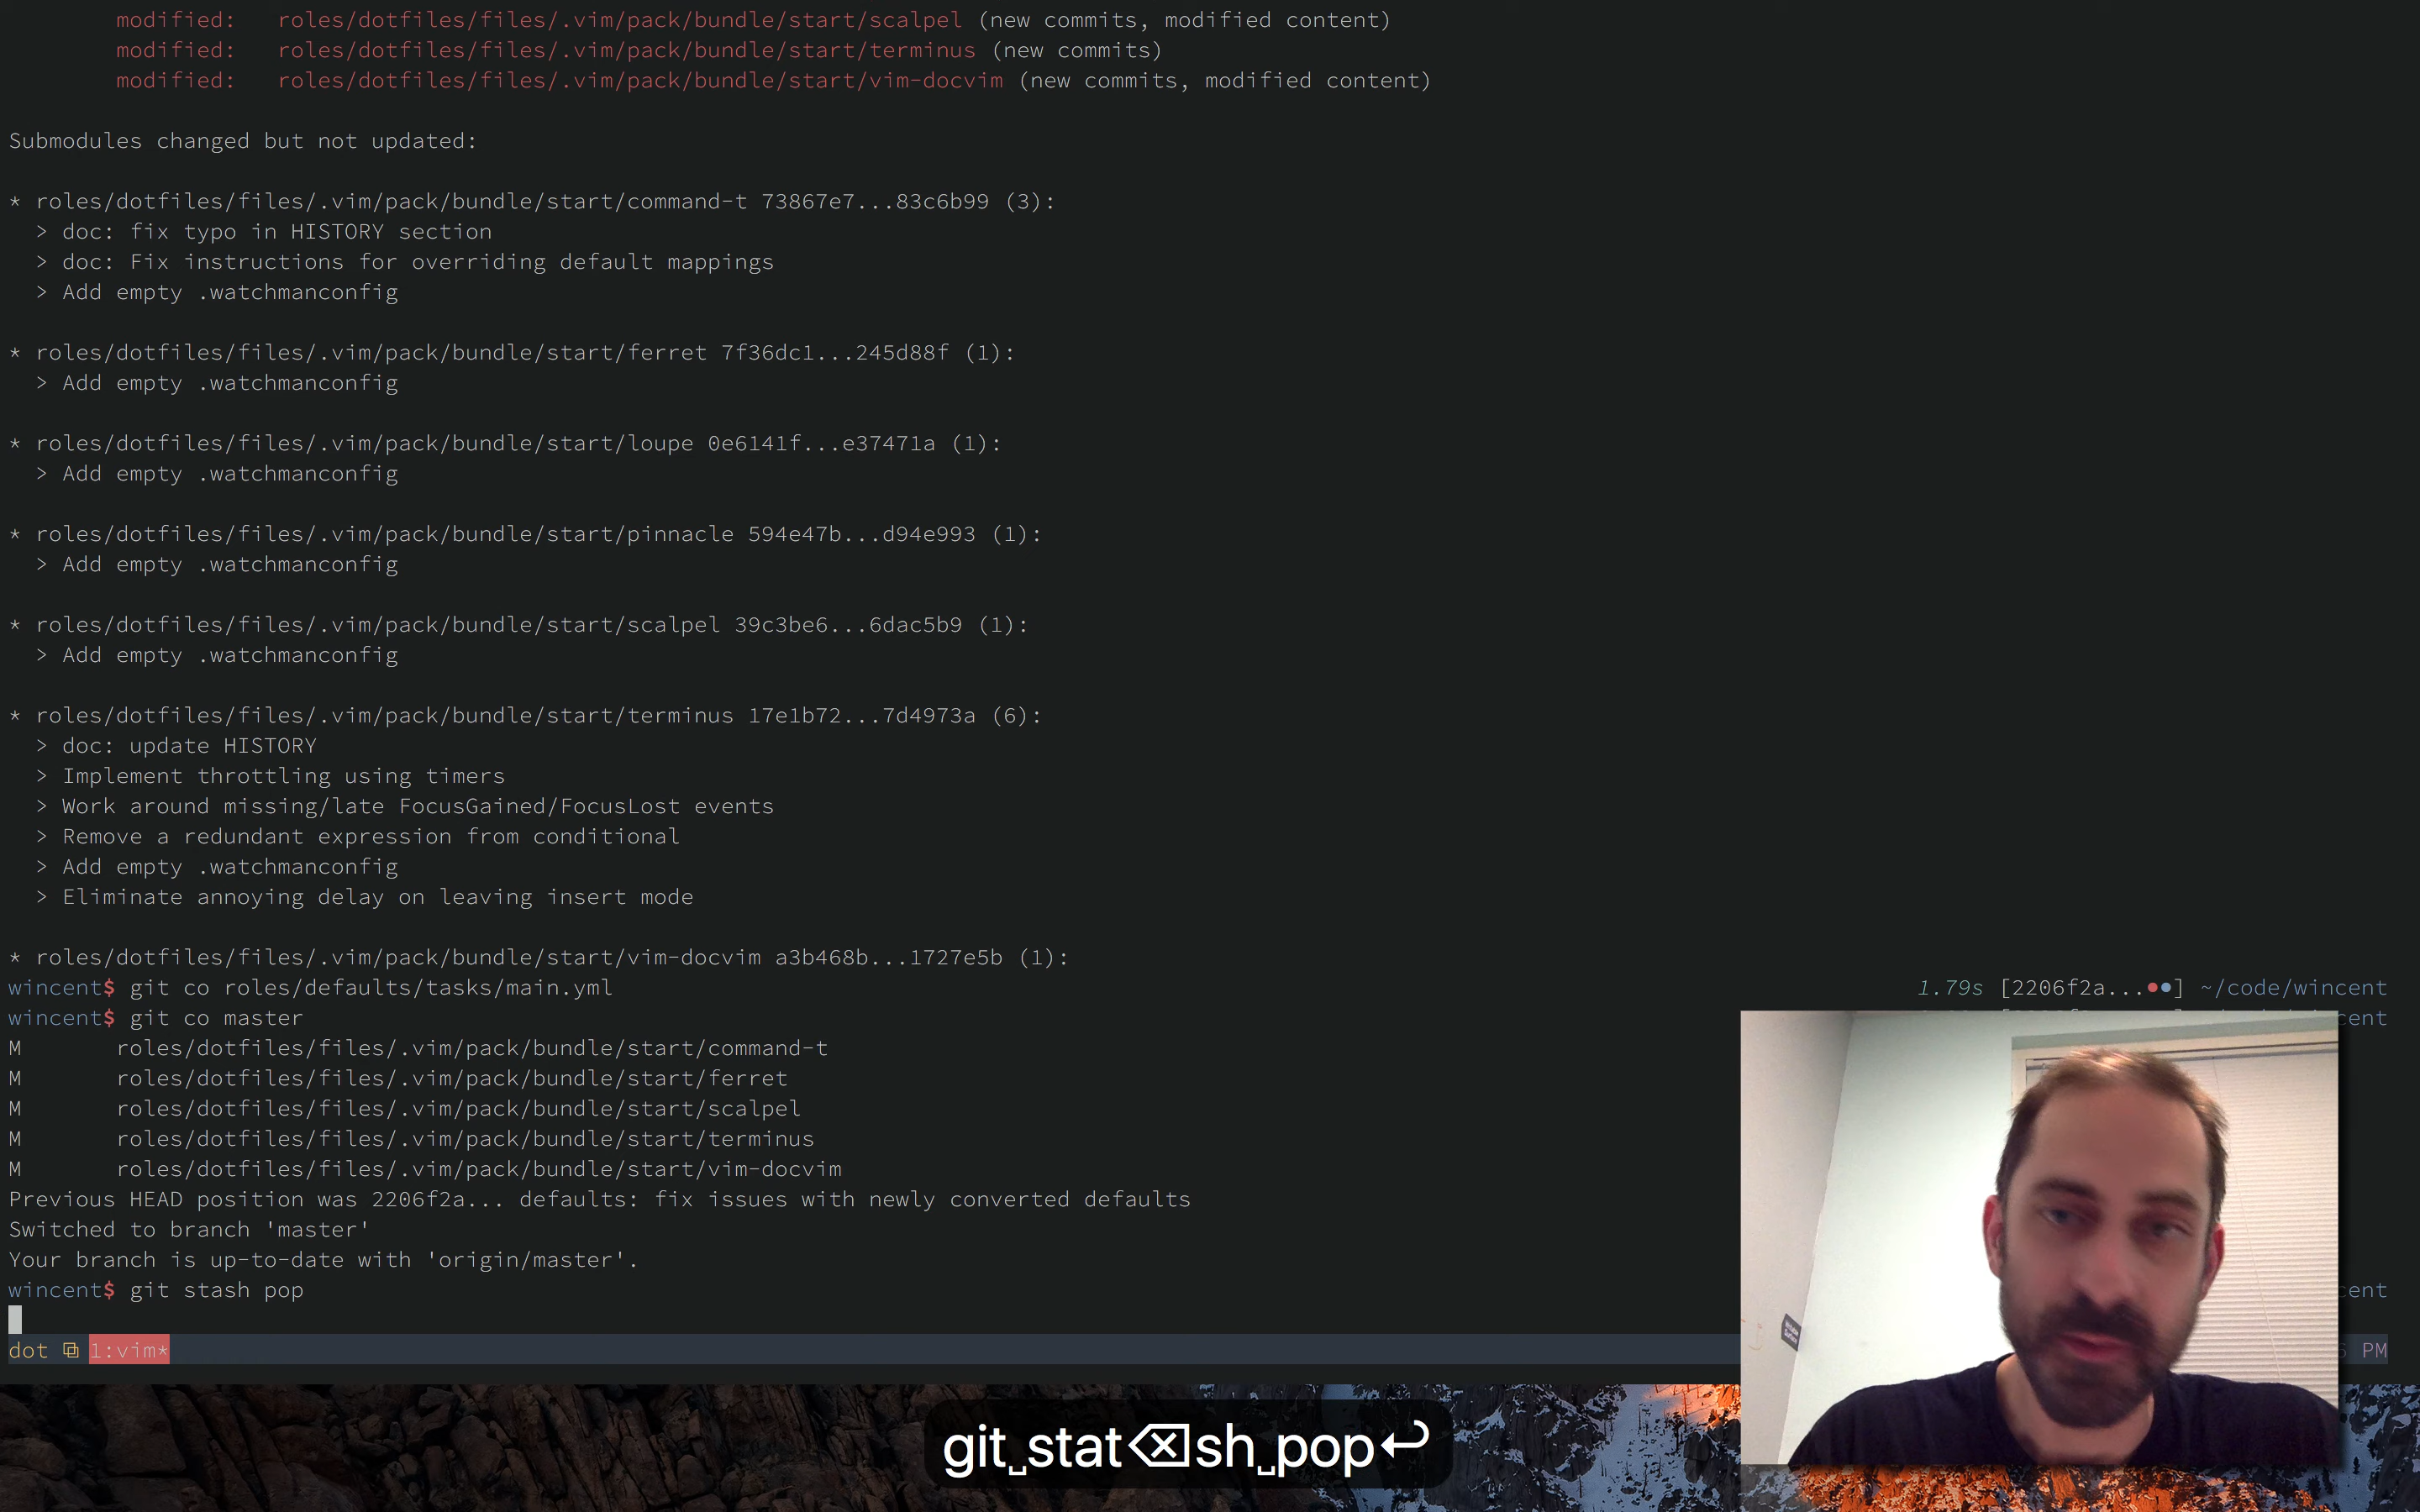 modified:   roles/dotfiles/files/.vim/pack/bundle/start/scalpel (new commits, modified content)
modified:   roles/dotfiles/files/.vim/pack/bundle/start/terminus (new commits)
modified:   roles/dotfiles/files/.vim/pack/bundle/start/vim-docvim (new commits, modified content)
Submodules changed but not updated:
* roles/dotfiles/files/.vim/pack/bundle/start/command-t 73867e7...83c6b99 (3):
> doc: fix typo in HISTORY section
> doc: Fix instructions for overriding default mappings
> Add empty .watchmanconfig
* roles/dotfiles/files/.vim/pack/bundle/start/ferret 7f36dc1...245d88f (1):
> Add empty .watchmanconfig
* roles/dotfiles/files/.vim/pack/bundle/start/loupe 0e6141f...e37471a (1):
> Add empty .watchmanconfig
* roles/dotfiles/files/.vim/pack/bundle/start/pinnacle 594e47b...d94e993 (1):
> Add empty .watchmanconfig
* roles/dotfiles/files/.vim/pack/bundle/start/scalpel 39c3be6...6dac5b9 (1):
> Add empty .watchmanconfig
* roles/dotfiles/files/.vim/pack/bundle/start/terminus 17e1b72...7d4973a (6):
> doc: update HISTORY
> Implement throttling using timers
> Work around missing/late FocusGained/FocusLost events
> Remove a redundant expression from conditional
> Add empty .watchmanconfig
> Eliminate annoying delay on leaving insert mode
* roles/dotfiles/files/.vim/pack/bundle/start/vim-docvim a3b468b...1727e5b (1):
wincent$ git co roles/defaults/tasks/main.yml 1.79s [2206f2a...●●] ~/code/wincent
wincent$ git co master cent
M       roles/dotfiles/files/.vim/pack/bundle/start/command-t
M       roles/dotfiles/files/.vim/pack/bundle/start/ferret
M       roles/dotfiles/files/.vim/pack/bundle/start/scalpel
M       roles/dotfiles/files/.vim/pack/bundle/start/terminus
M       roles/dotfiles/files/.vim/pack/bundle/start/vim-docvim
Previous HEAD position was 2206f2a... defaults: fix issues with newly converted defaults
Switched to branch 'master'
Your branch is up-to-date with 'origin/master'.
wincent$ git stash pop cent
dot ⧉ 1:vim* PM
git␣stat⌫sh␣pop↩